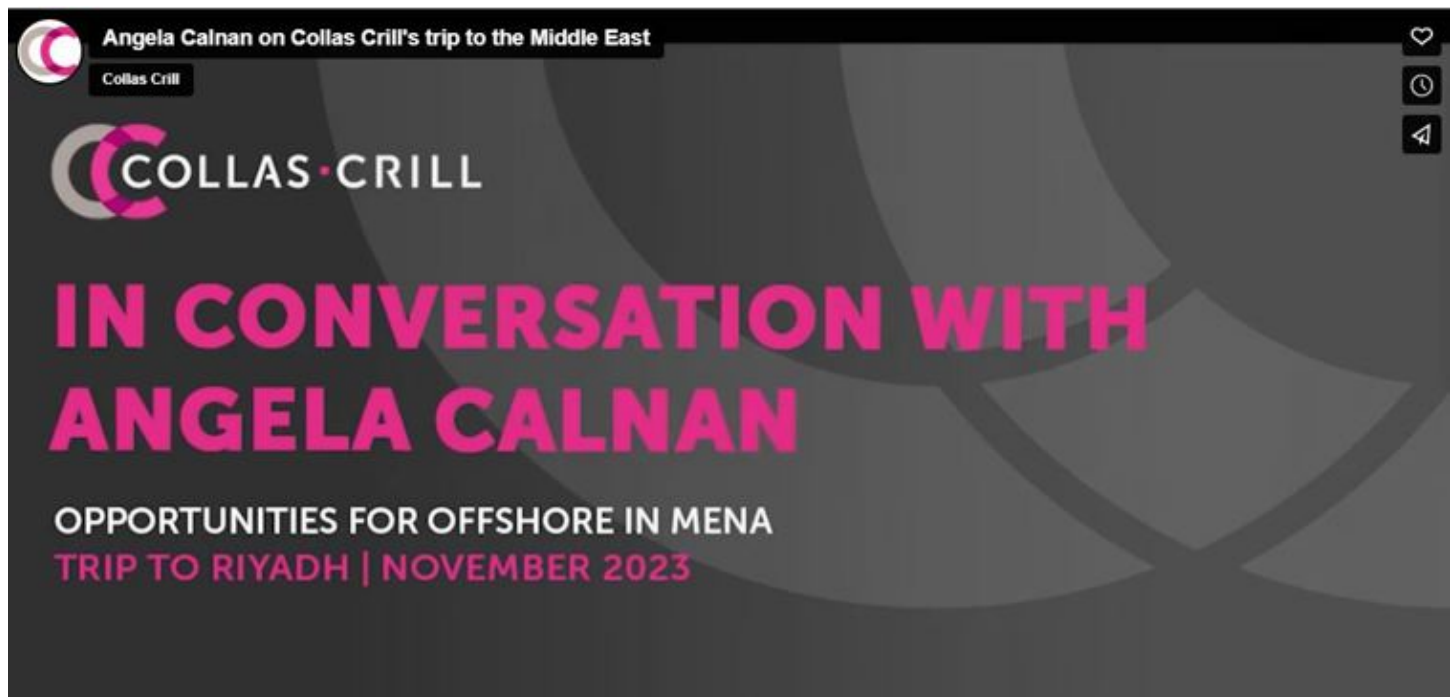 Angela Calnan on Collas Crill's trip to the Middle East
Collas Crill
COLLAS·CRILL
IN CONVERSATION WITH
ANGELA CALNAN
OPPORTUNITIES FOR OFFSHORE IN MENA
TRIP TO RIYADH | NOVEMBER 2023